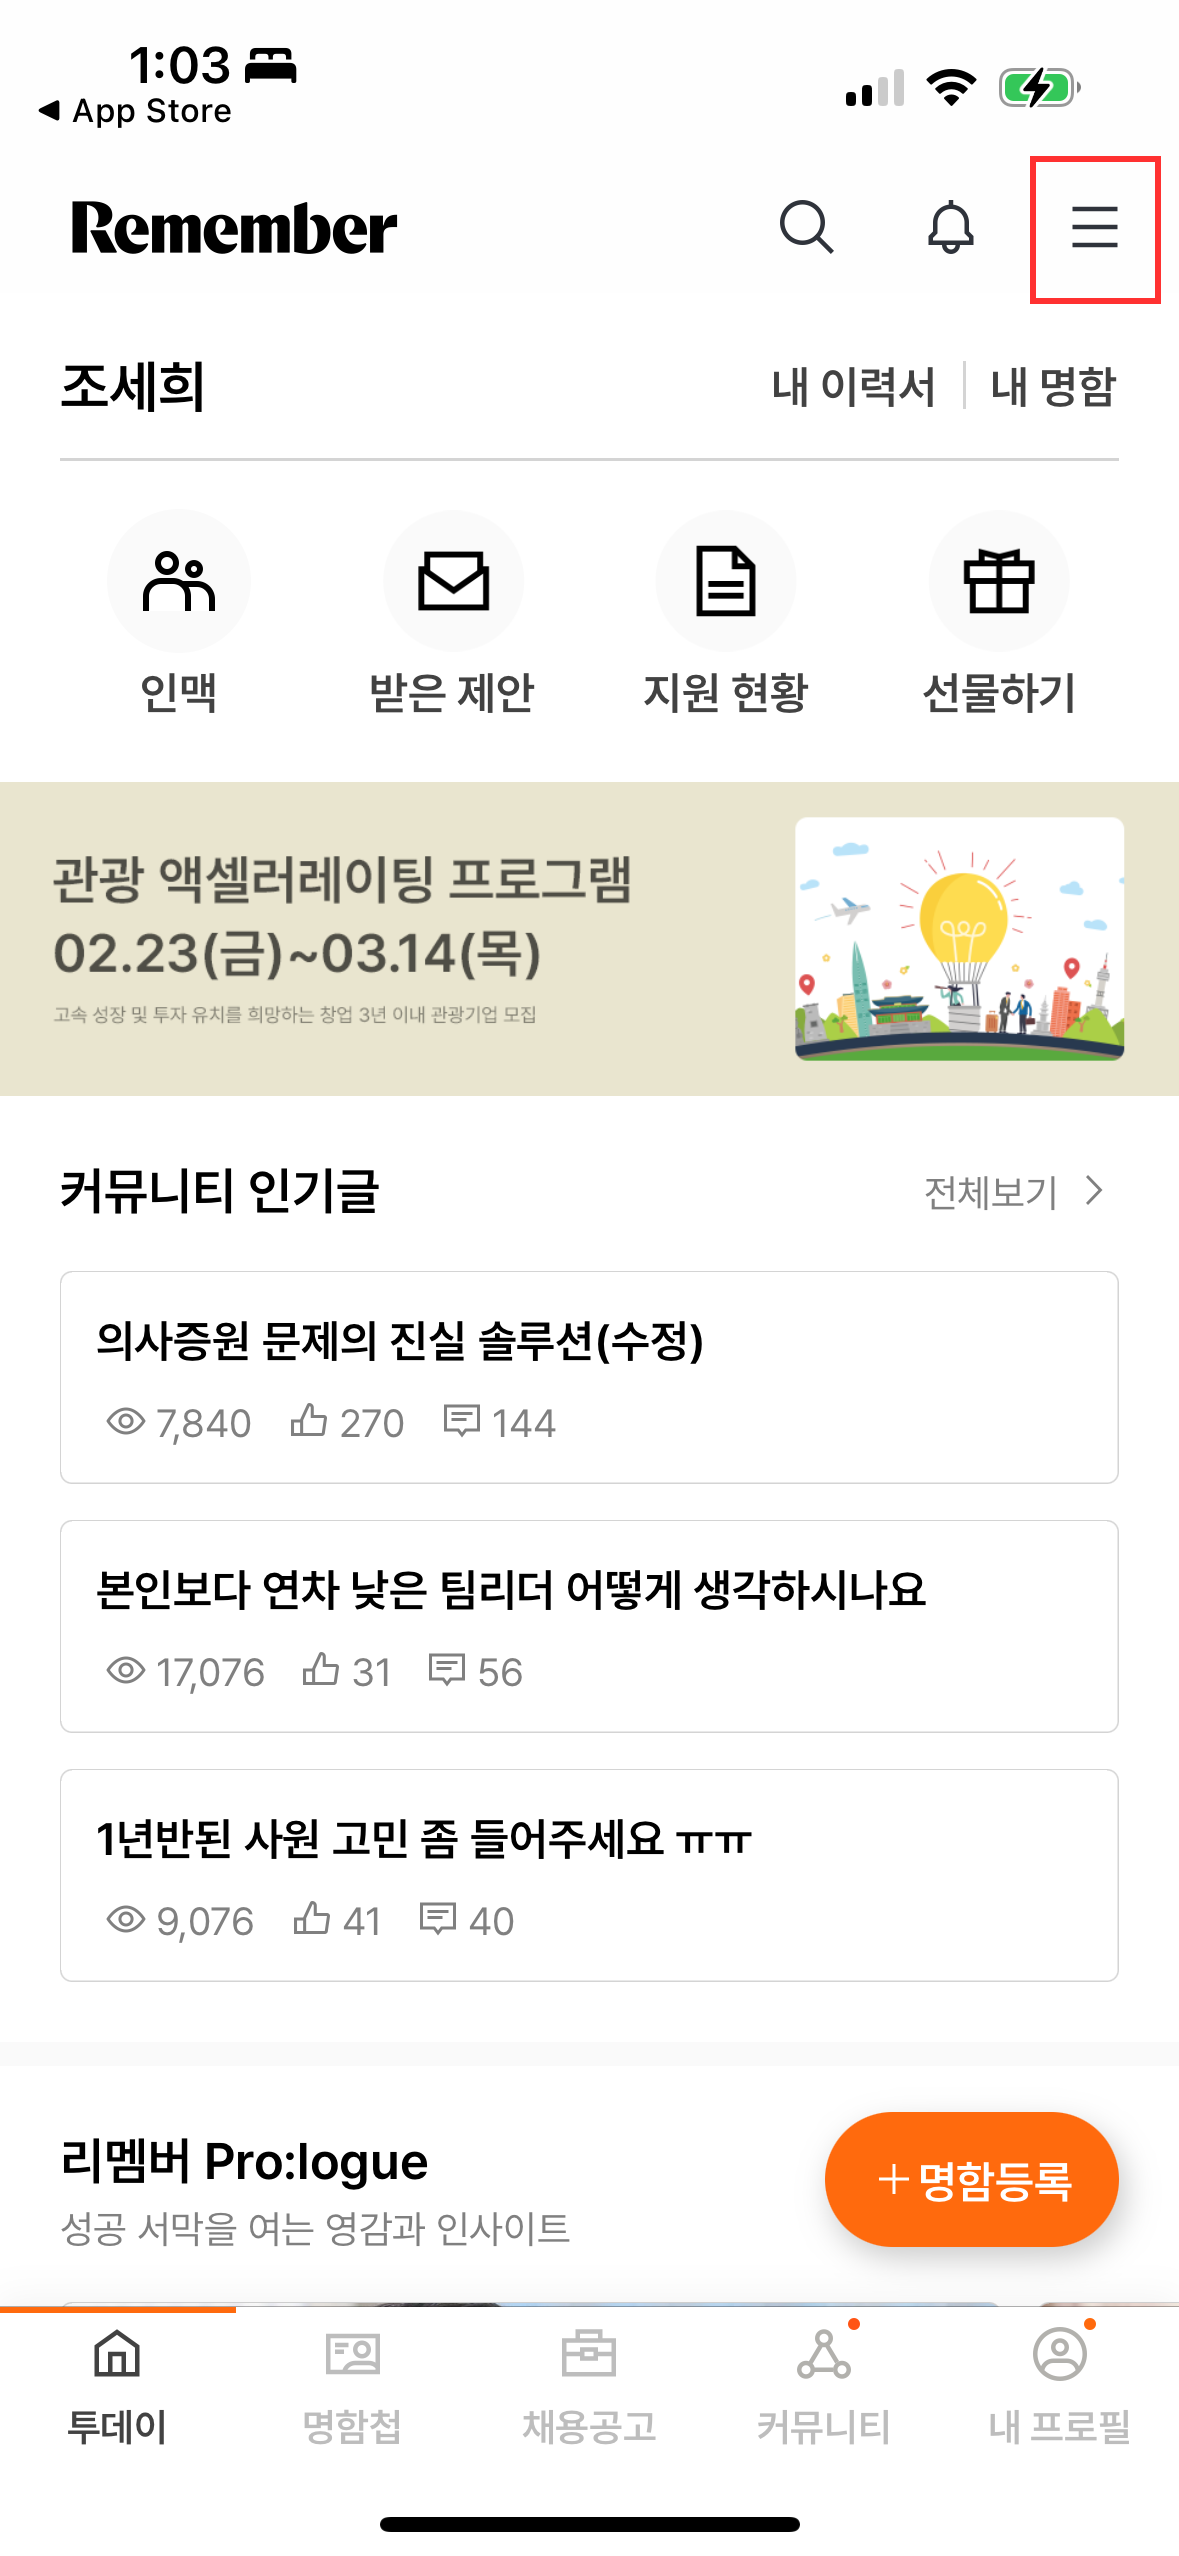 1:03
App Store
Remember
조세희
내 이력서
내 명함
인맥
받은 제안
지원 현황
선물하기
관광 액셀러레이팅 프로그램
02.23(금)~03.14(목)
고속 성장 및 투자 유치를 희망하는 창업 3년 이내 관광기업 모집
커뮤니티 인기글
전체보기
의사증원 문제의 진실 솔루션(수정)
7,840 270 144
본인보다 연차 낮은 팀리더 어떻게 생각하시나요
17,076 31 56
1년반된 사원 고민 좀 들어주세요 ㅠㅠ
9,076 41 40
리멤버 Pro:logue
성공 서막을 여는 영감과 인사이트
+ 명함등록
투데이
명함첩
채용공고
커뮤니티
내 프로필